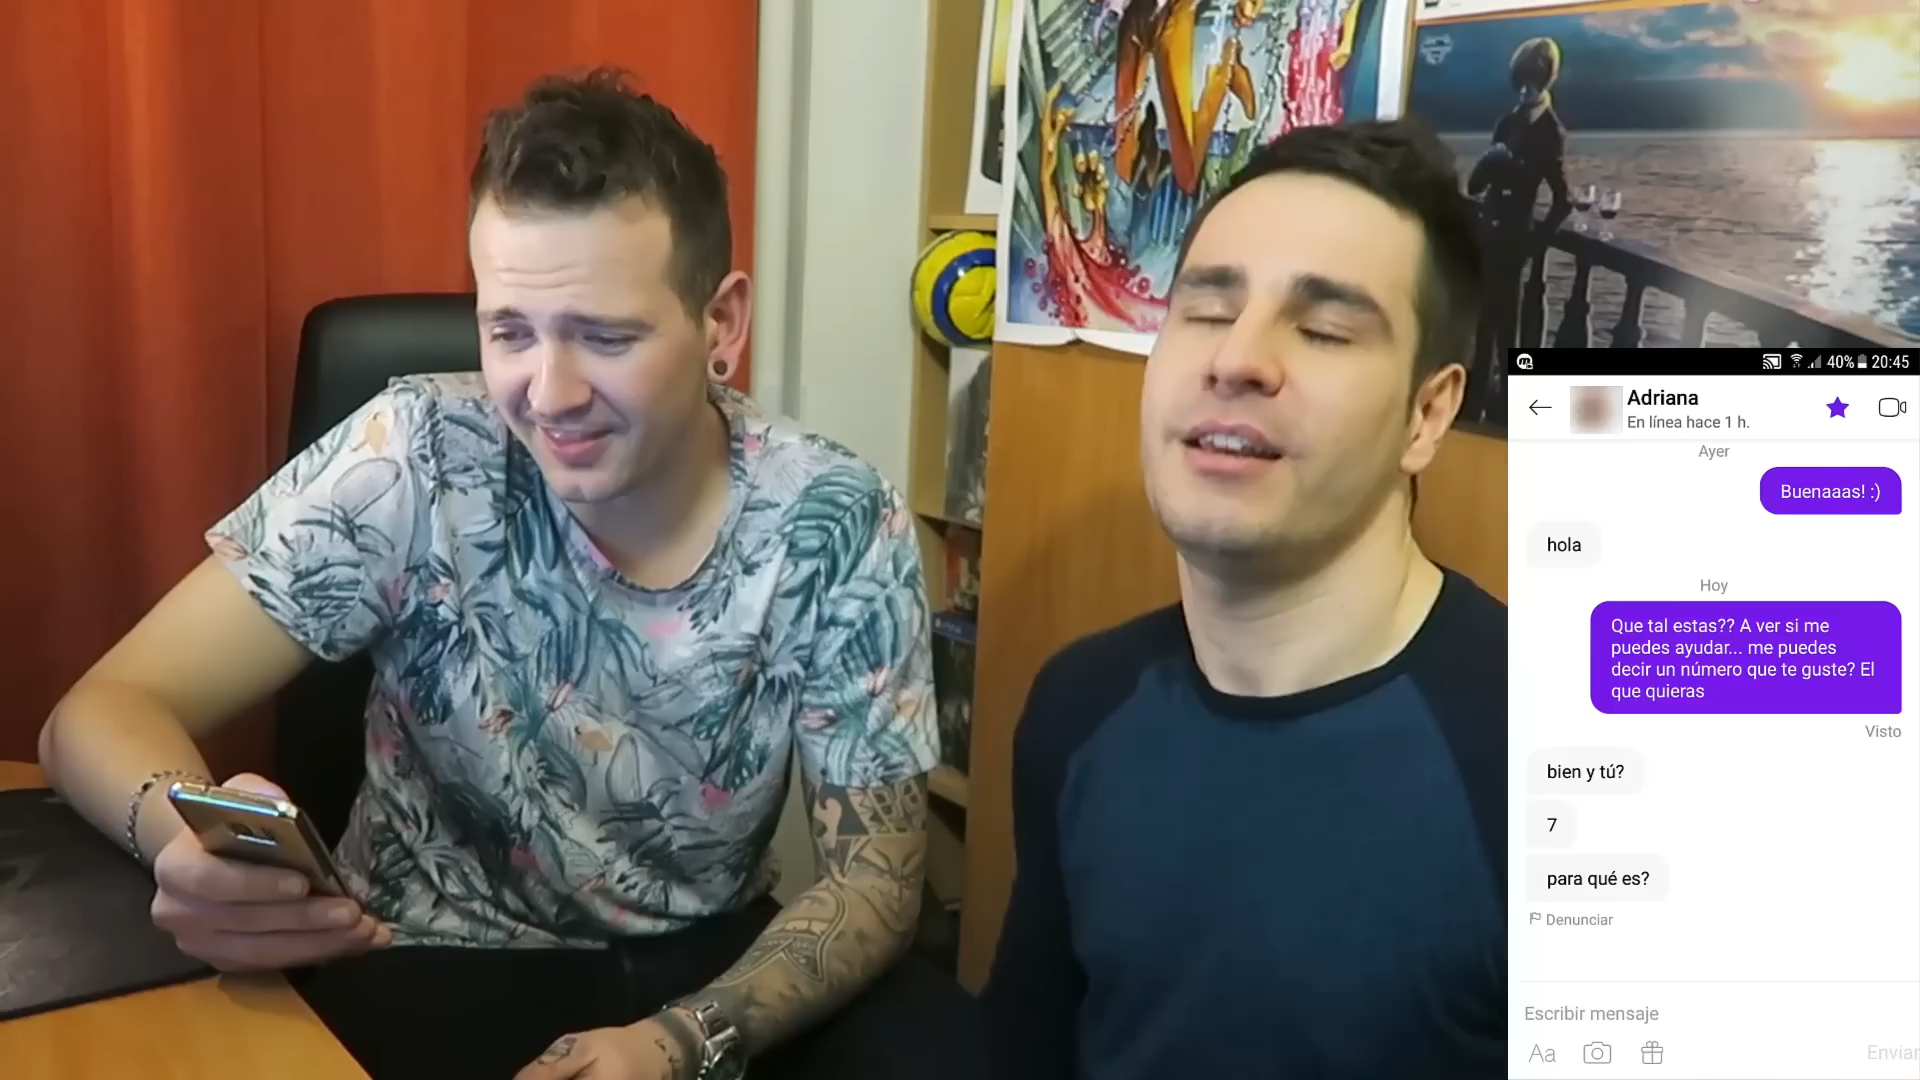 40% 20:45
Adriana
En línea hace 1 h.
Ayer
Buenaaas! :)
hola
Hoy
Que tal estas?? A ver si me
puedes ayudar... me puedes
decir un número que te guste? El
que quieras
Visto
bien y tú?
7
para qué es?
Denunciar
Escribir mensaje
Aa
Enviar